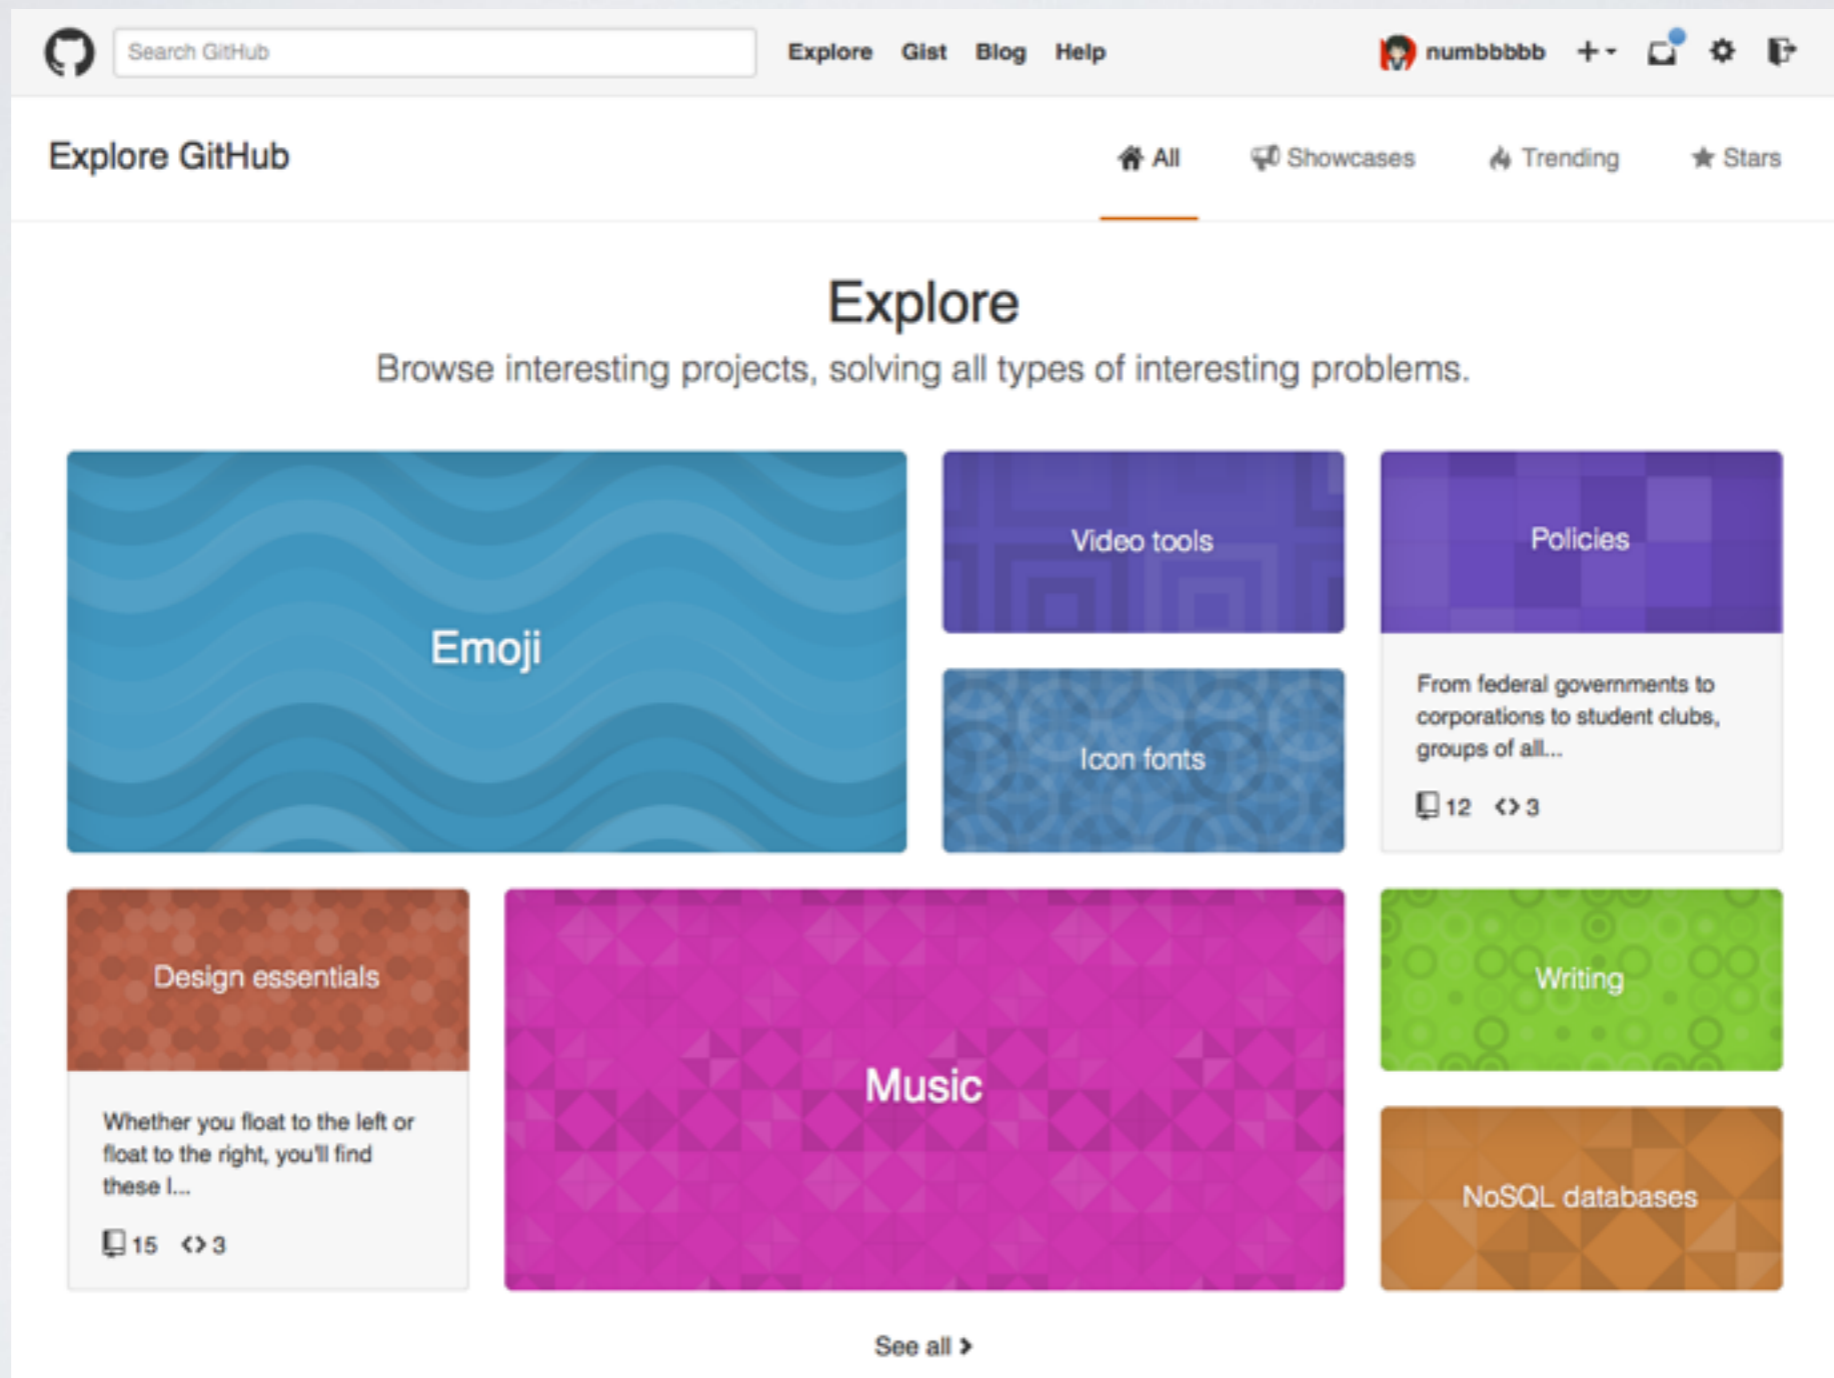 Search GitHub Explore Gist Blog Help numbbbbb
Explore GitHub All Showcases Trending Stars
Explore
Browse interesting projects, solving all types of interesting problems.
Emoji
Video tools
Policies
From federal governments to
corporations to student clubs,
groups of all...
12 3
Icon fonts
Design essentials
Whether you float to the left or
float to the right, you'll find
these l...
15 3
Music
Writing
NoSQL databases
See all